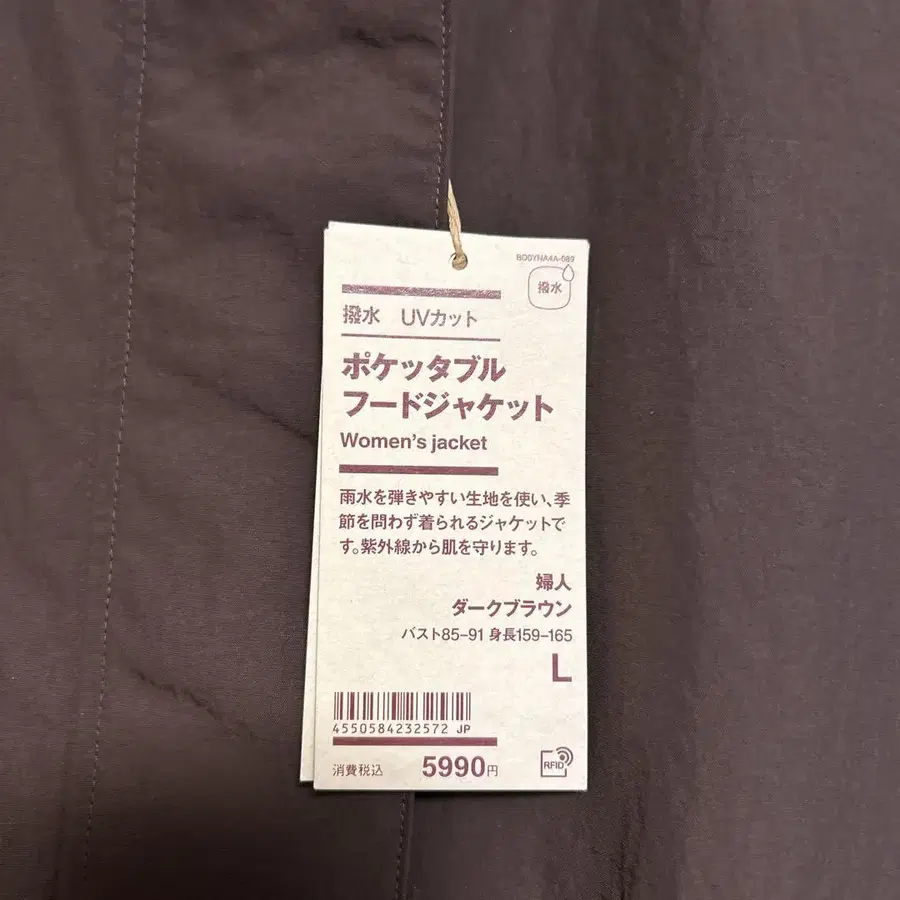 BD0YNA4A-089
撥水
撥水 UVカット
ポケッタブル
フードジャケット
Women's jacket
雨水を弾きやすい生地を使い、季
節を問わず着られるジャケットで
す。紫外線から肌を守ります。
婦人
ダークブラウン
バスト85-91 身長159-165
L
4550584232572 JP
消費税込 5990円
RFID